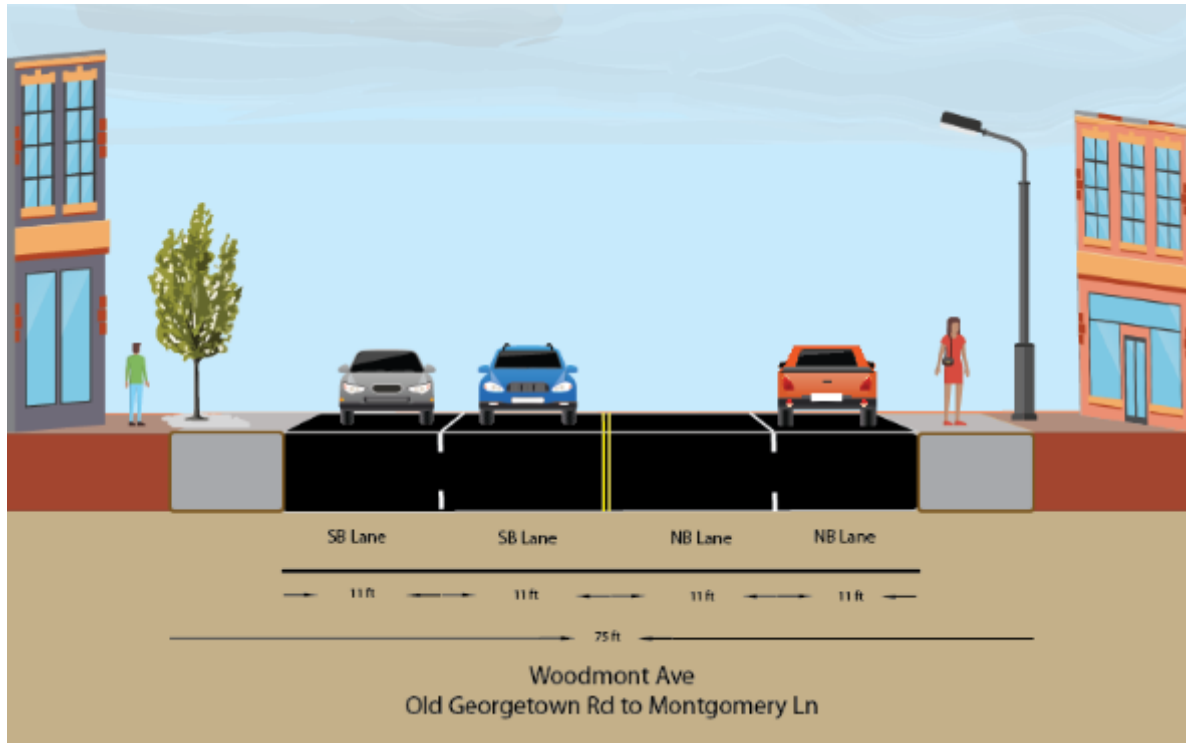 SB Lane SB Lane NB Lane NB Lane
11 ft 11 ft 11 ft 11 ft
75 ft
Woodmont Ave
Old Georgetown Rd to Montgomery Ln